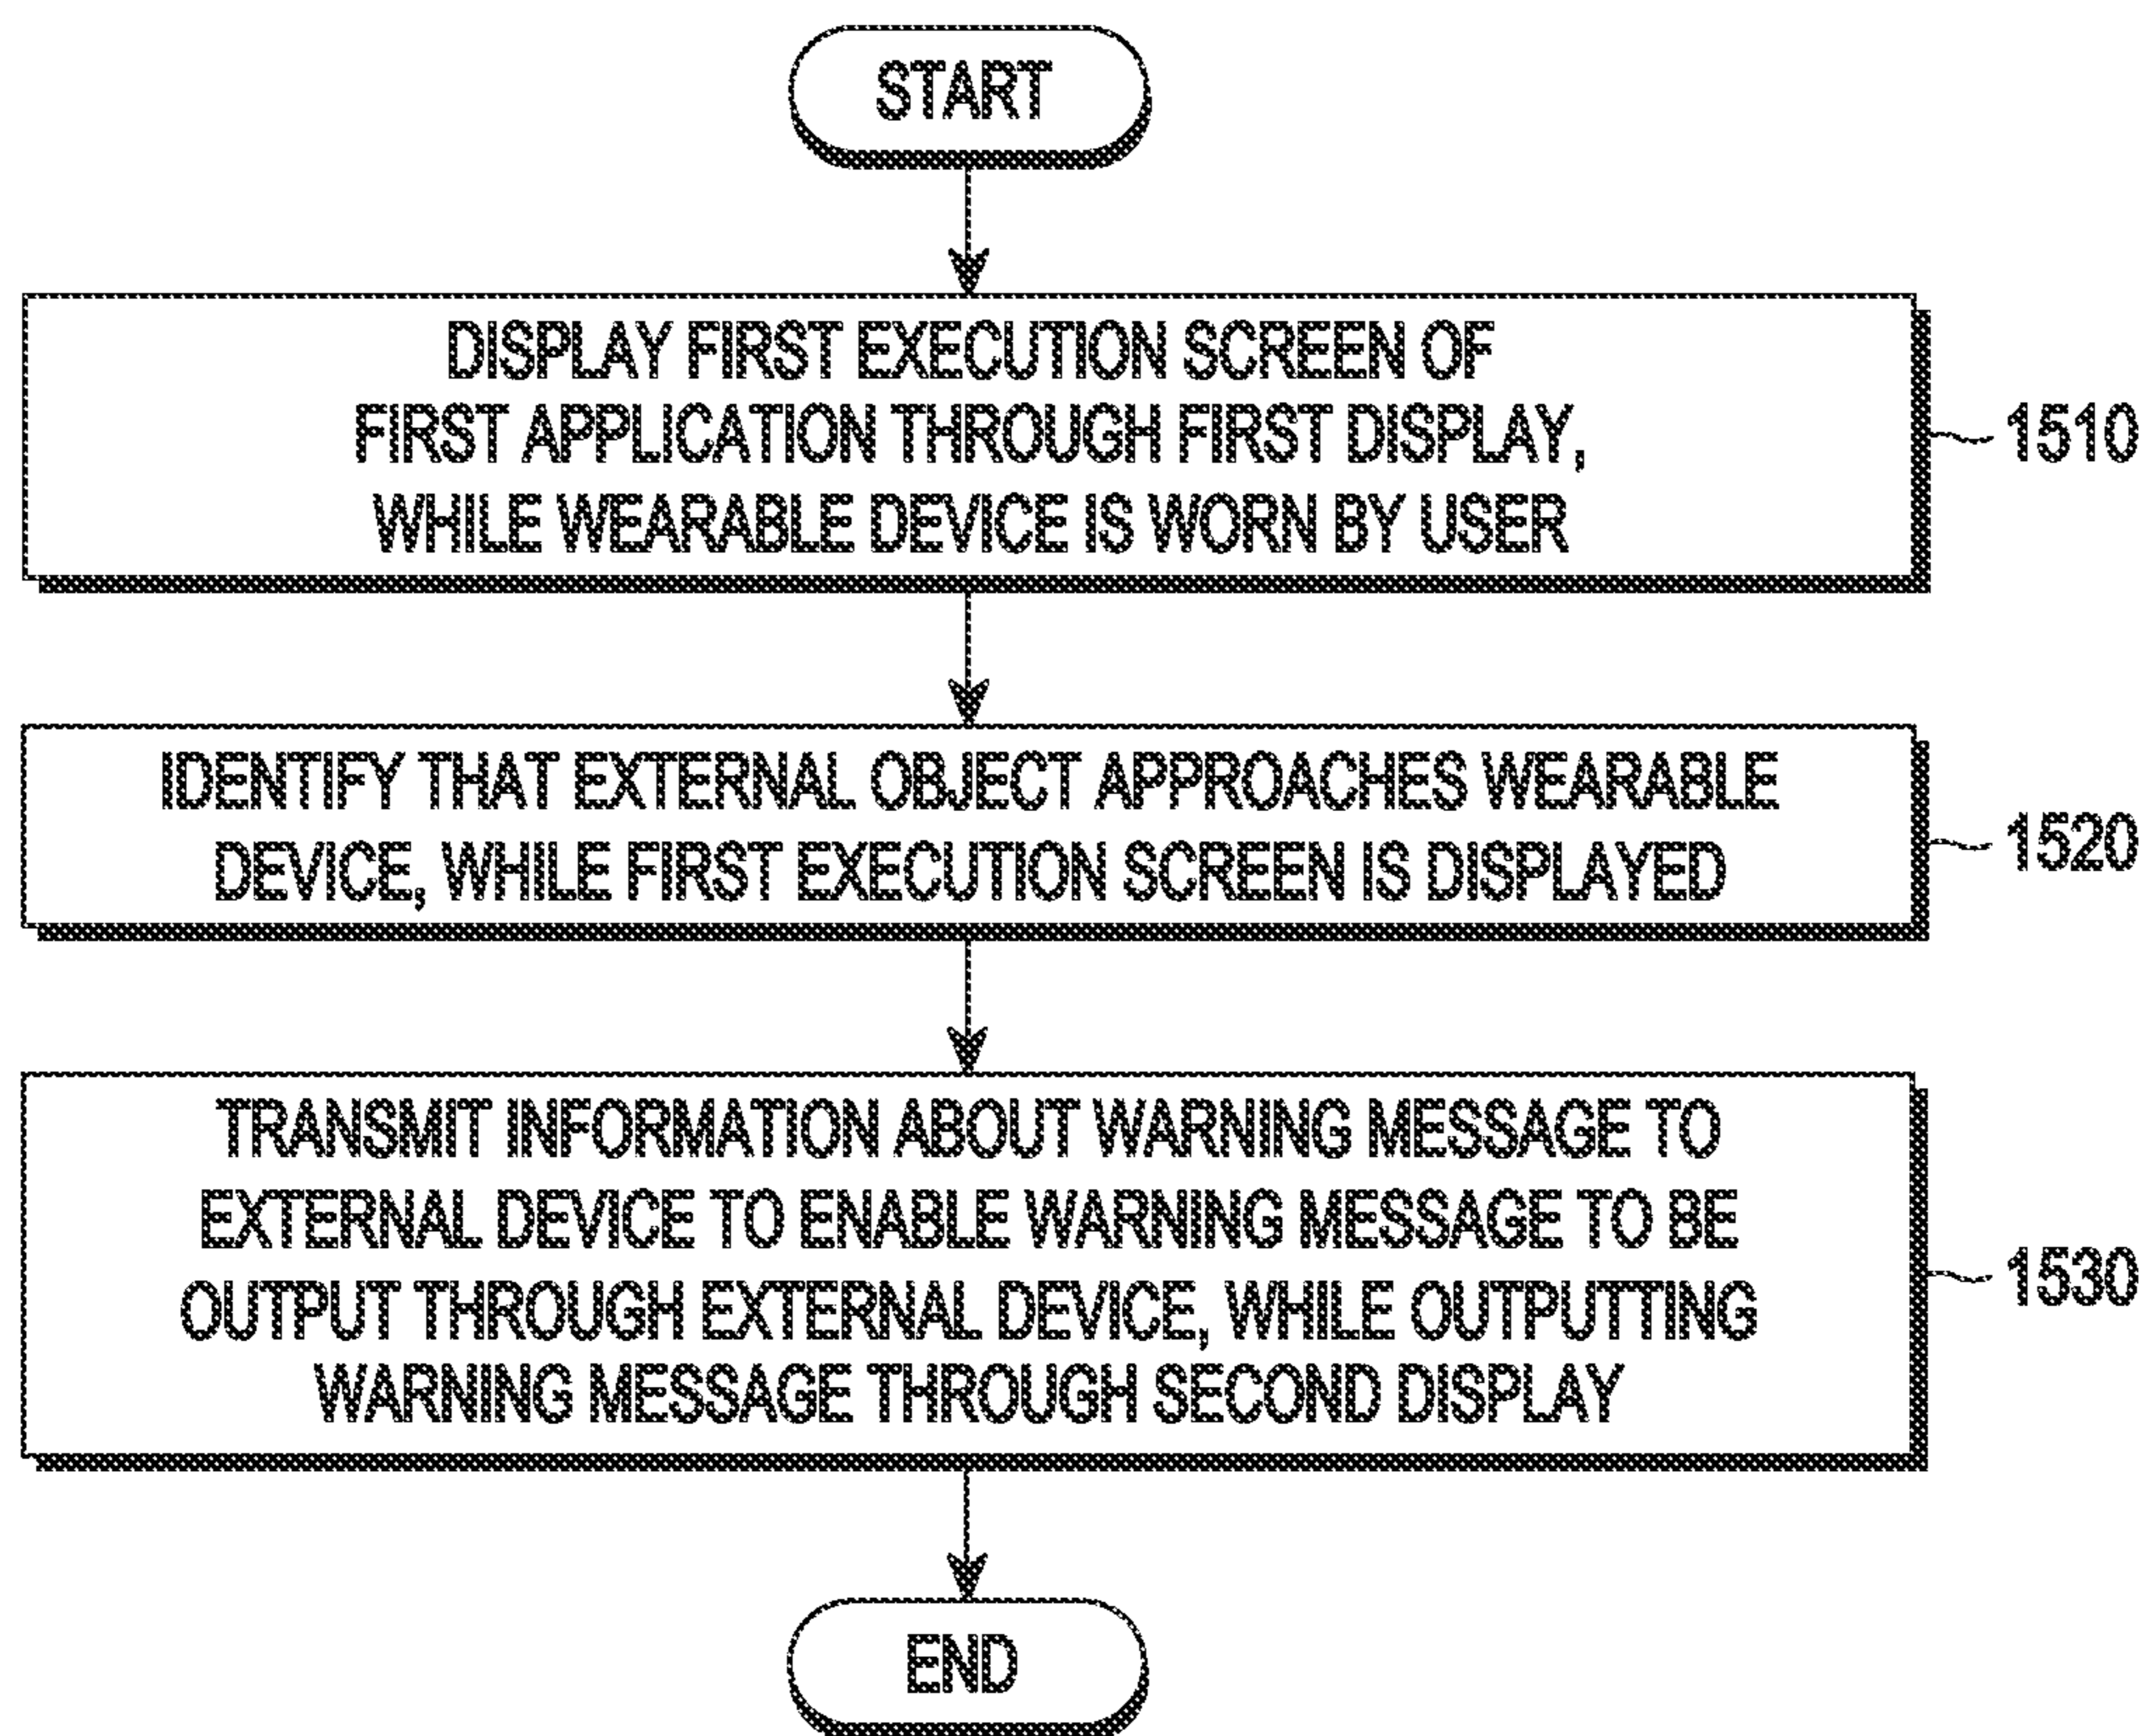 START
DISPLAY FIRST EXECUTION SCREEN OF
FIRST APPLICATION THROUGH FIRST DISPLAY,
WHILE WEARABLE DEVICE IS WORN BY USER
1510
IDENTIFY THAT EXTERNAL OBJECT APPROACHES WEARABLE
DEVICE, WHILE FIRST EXECUTION SCREEN IS DISPLAYED
1520
TRANSMIT INFORMATION ABOUT WARNING MESSAGE TO
EXTERNAL DEVICE TO ENABLE WARNING MESSAGE TO BE
OUTPUT THROUGH EXTERNAL DEVICE, WHILE OUTPUTTING
WARNING MESSAGE THROUGH SECOND DISPLAY
1530
END